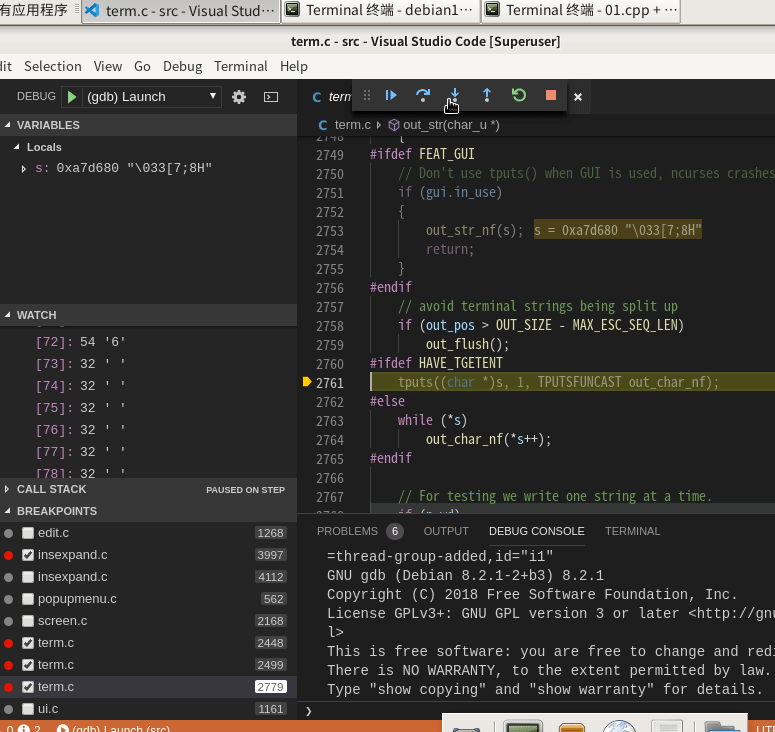 有应用程序
term.c - src - Visual Stud···
Terminal 终端 - debian1···
Terminal 终端 - 01.cpp + ···
term.c - src - Visual Studio Code [Superuser]
dit Selection View Go Debug Terminal Help
DEBUG (gdb) Launch
term
term.c out_str(char_u *)
VARIABLES
Locals
s: 0xa7d680 "\033[7;8H"
WATCH
[72]: 54 '6'
[73]: 32 ' '
[74]: 32 ' '
[75]: 32 ' '
[76]: 32 ' '
[77]: 32 ' '
[78]: 32 ' '
CALL STACK PAUSED ON STEP
BREAKPOINTS
edit.c 1268
insexpand.c 3997
insexpand.c 4112
popupmenu.c 562
screen.c 2168
term.c 2448
term.c 2499
term.c 2779
ui.c 1161
2748 {
2749 #ifdef FEAT_GUI
2750 // Don't use tputs() when GUI is used, ncurses crashes
2751 if (gui.in_use)
2752 {
2753 out_str_nf(s); s = 0xa7d680 "\033[7;8H"
2754 return;
2755 }
2756 #endif
2757 // avoid terminal strings being split up
2758 if (out_pos > OUT_SIZE - MAX_ESC_SEQ_LEN)
2759 out_flush();
2760 #ifdef HAVE_TGETENT
2761 tputs((char *)s, 1, TPUTSFUNCAST out_char_nf);
2762 #else
2763 while (*s)
2764 out_char_nf(*s++);
2765 #endif
2766
2767 // For testing we write one string at a time.
PROBLEMS 6 OUTPUT DEBUG CONSOLE TERMINAL
=thread-group-added,id="i1"
GNU gdb (Debian 8.2.1-2+b3) 8.2.1
Copyright (C) 2018 Free Software Foundation, Inc.
License GPLv3+: GNU GPL version 3 or later <http://gnu
l>
This is free software: you are free to change and redi
There is NO WARRANTY, to the extent permitted by law.
Type "show copying" and "show warranty" for details.
❯
0 2 (gdb) Launch (src)
UTF